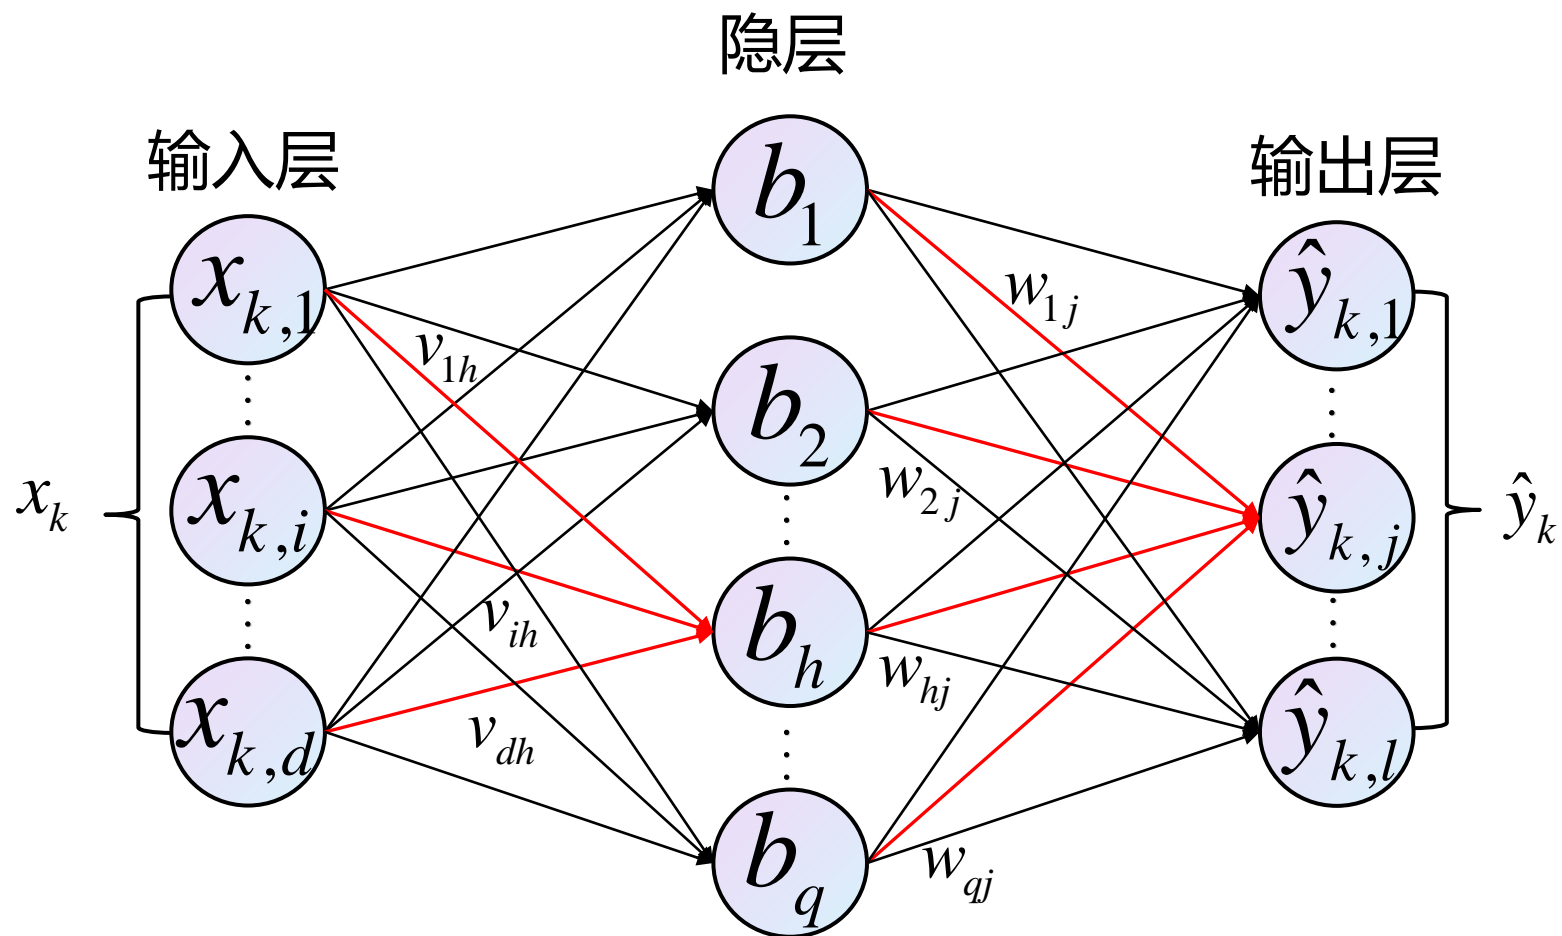 隐层
输入层
输出层
b_1
x_{k,1}
ŷ_{k,1}
w_{1j}
v_{1h}
b_2
x_k
x_{k,i}
w_{2j}
ŷ_{k,j}
ŷ_k
v_{ih}
b_h
w_{hj}
x_{k,d}
v_{dh}
ŷ_{k,l}
b_q
w_{qj}